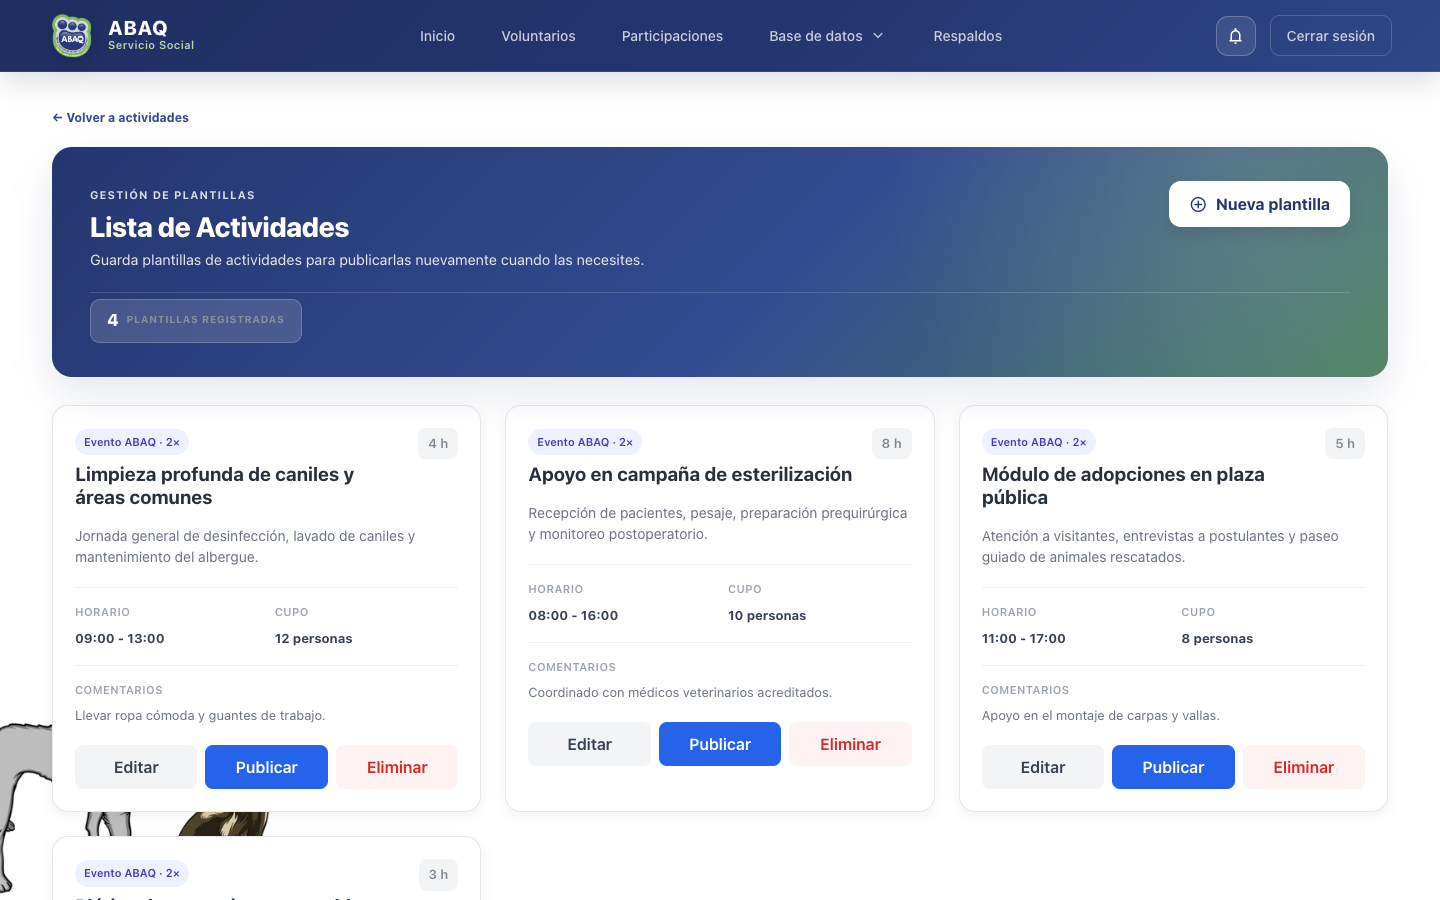 ABAQ
ABAQ
Servicio Social
Inicio
Voluntarios
Participaciones
Base de datos
Respaldos
Cerrar sesión
← Volver a actividades
GESTIÓN DE PLANTILLAS
Lista de Actividades
Guarda plantillas de actividades para publicarlas nuevamente cuando las necesites.
Nueva plantilla
4 PLANTILLAS REGISTRADAS
Evento ABAQ · 2×
4 h
Limpieza profunda de caniles y
áreas comunes
Jornada general de desinfección, lavado de caniles y
mantenimiento del albergue.
HORARIO
CUPO
09:00 - 13:00
12 personas
COMENTARIOS
Llevar ropa cómoda y guantes de trabajo.
Editar
Publicar
Eliminar
Evento ABAQ · 2×
8 h
Apoyo en campaña de esterilización
Recepción de pacientes, pesaje, preparación prequirúrgica
y monitoreo postoperatorio.
HORARIO
CUPO
08:00 - 16:00
10 personas
COMENTARIOS
Coordinado con médicos veterinarios acreditados.
Editar
Publicar
Eliminar
Evento ABAQ · 2×
5 h
Módulo de adopciones en plaza
pública
Atención a visitantes, entrevistas a postulantes y paseo
guiado de animales rescatados.
HORARIO
CUPO
11:00 - 17:00
8 personas
COMENTARIOS
Apoyo en el montaje de carpas y vallas.
Editar
Publicar
Eliminar
Evento ABAQ · 2×
3 h